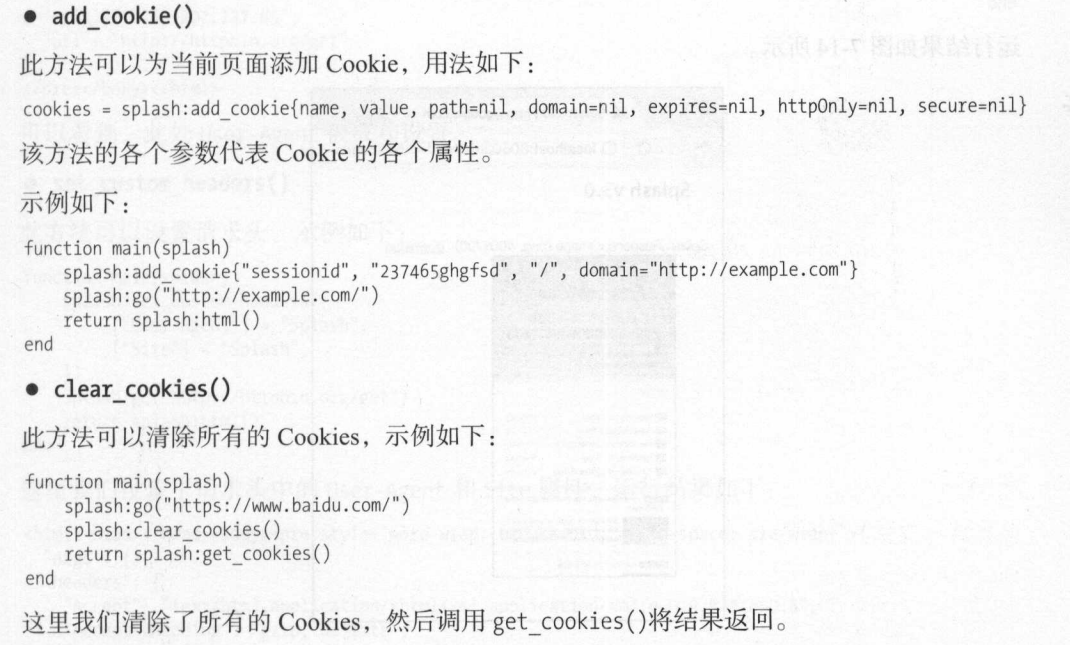 ● add_cookie()
此方法可以为当前页面添加 Cookie，用法如下：
cookies = splash:add_cookie{name, value, path=nil, domain=nil, expires=nil, httpOnly=nil, secure=nil}
该方法的各个参数代表 Cookie 的各个属性。
示例如下：
function main(splash)
    splash:add_cookie{"sessionid", "237465ghgfsd", "/", domain="http://example.com"}
    splash:go("http://example.com/")
    return splash:html()
end
● clear_cookies()
此方法可以清除所有的 Cookies，示例如下：
function main(splash)
    splash:go("https://www.baidu.com/")
    splash:clear_cookies()
    return splash:get_cookies()
end
这里我们清除了所有的 Cookies，然后调用 get_cookies()将结果返回。